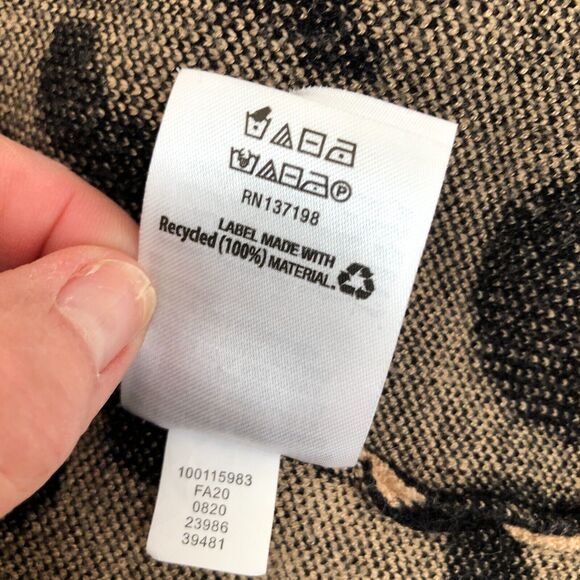 P
RN137198
LABEL MADE WITH
Recycled (100%) MATERIAL.
100115983
FA20
0820
23986
39481